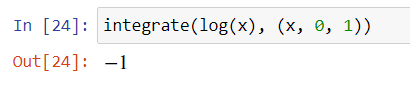 In [24]: integrate(log(x), (x, 0, 1))
Out[24]: −1